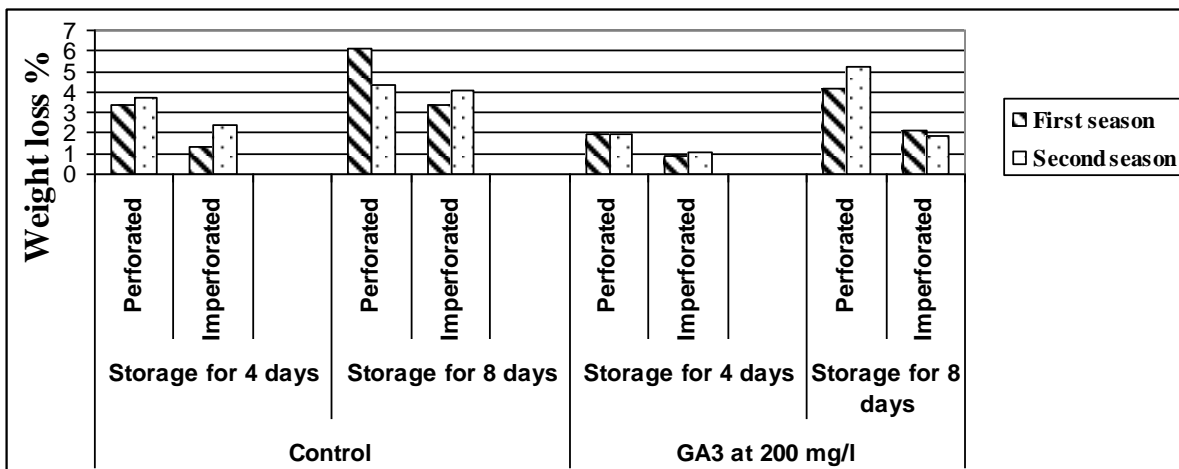 Weight loss %
7
6
5
4
3
2
1
0
Perforated
Imperforated
Perforated
Imperforated
Perforated
Imperforated
Perforated
Imperforated
Storage for 4 days
Storage for 8 days
Storage for 4 days
Storage for 8
days
Control
GA3 at 200 mg/l
First season
Second season